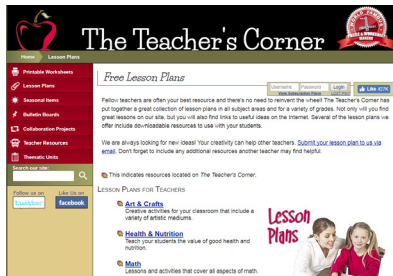 The Teacher's Corner
Home Lesson Plans
Printable Worksheets
Lesson Plans
Seasonal Items
Bulletin Boards
Collaboration Projects
Teacher Resources
Thematic Units
Search our site:
Follow us on
twitter
Like Us on
facebook
Free Lesson Plans
Username Password Login
View Subscription Plans
Like
Fellow teachers are often your best resource and there's no need to reinvent the wheel! The Teacher's Corner has
put together a great collection of lesson plans in all subject areas and for a variety of grades. Not only will you find
great lessons on our site, but you will also find links to useful ideas on the Internet. Several of the lesson plans we
offer include downloadable resources to use with your students.
We are always looking for new ideas! Your creativity can help other teachers. Submit your lesson plan to us via
email. Don't forget to include any additional resources another teacher may find helpful.
This indicates resources located on The Teacher's Corner.
Lesson Plans for Teachers
Art & Crafts
Creative activities for your classroom that include a
variety of artistic mediums.
Health & Nutrition
Teach your students the value of good health and
nutrition.
Math
Lessons and activities that cover all aspects of math.
Lesson
Plans